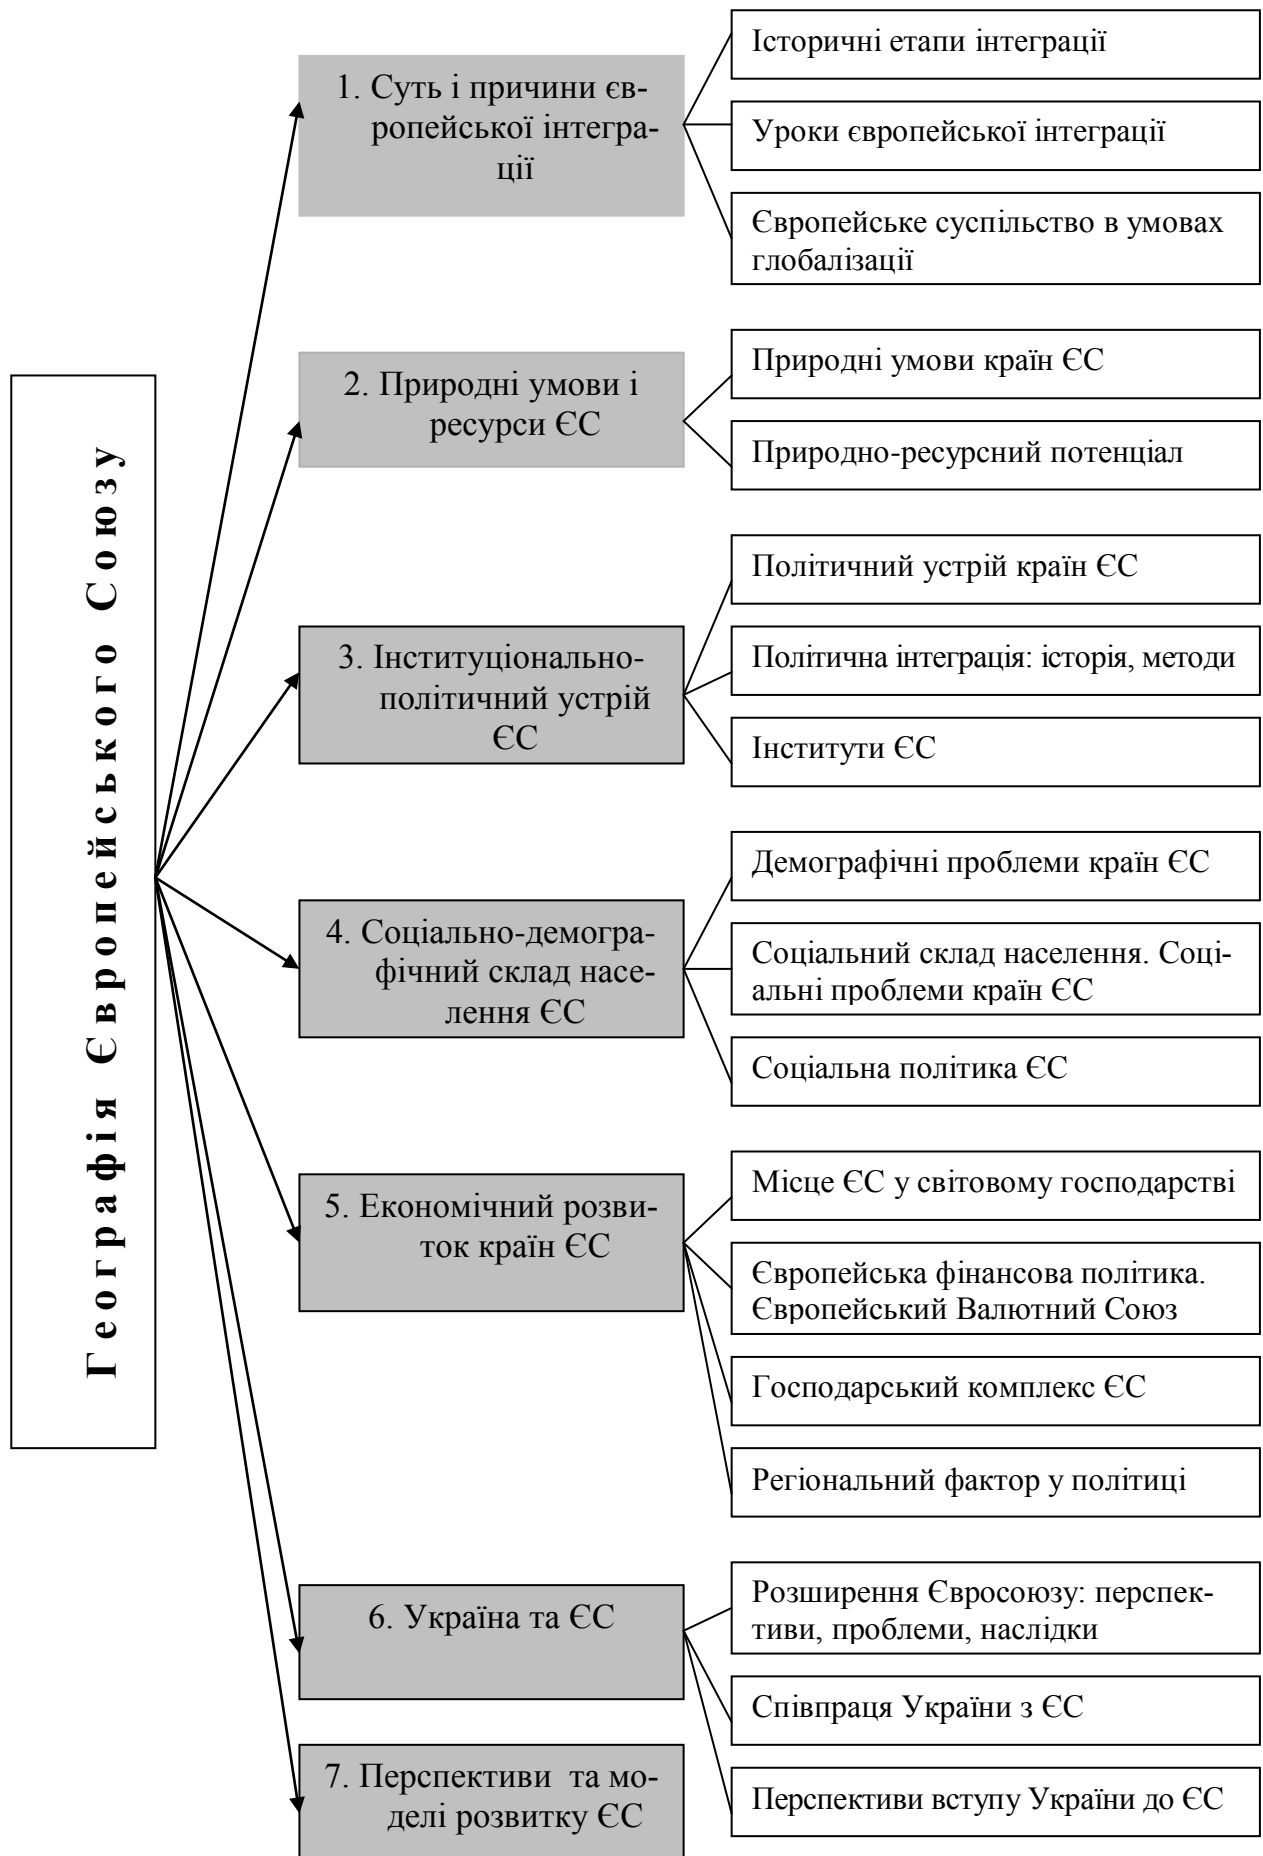 Географія Європейського Союзу
1. Суть і причини єв-
ропейської інтегра-
ції
Історичні етапи інтеграції
Уроки європейської інтеграції
Європейське суспільство в умовах
глобалізації
2. Природні умови і
ресурси ЄС
Природні умови країн ЄС
Природно-ресурсний потенціал
3. Інституціонально-
політичний устрій
ЄС
Політичний устрій країн ЄС
Політична інтеграція: історія, методи
Інститути ЄС
4. Соціально-демогра-
фічний склад насе-
лення ЄС
Демографічні проблеми країн ЄС
Соціальний склад населення. Соці-
альні проблеми країн ЄС
Соціальна політика ЄС
5. Економічний розви-
ток країн ЄС
Місце ЄС у світовому господарстві
Європейська фінансова політика.
Європейський Валютний Союз
Господарський комплекс ЄС
Регіональний фактор у політиці
6. Україна та ЄС
Розширення Євросоюзу: перспек-
тиви, проблеми, наслідки
Співпраця України з ЄС
Перспективи вступу України до ЄС
7. Перспективи та мо-
делі розвитку ЄС